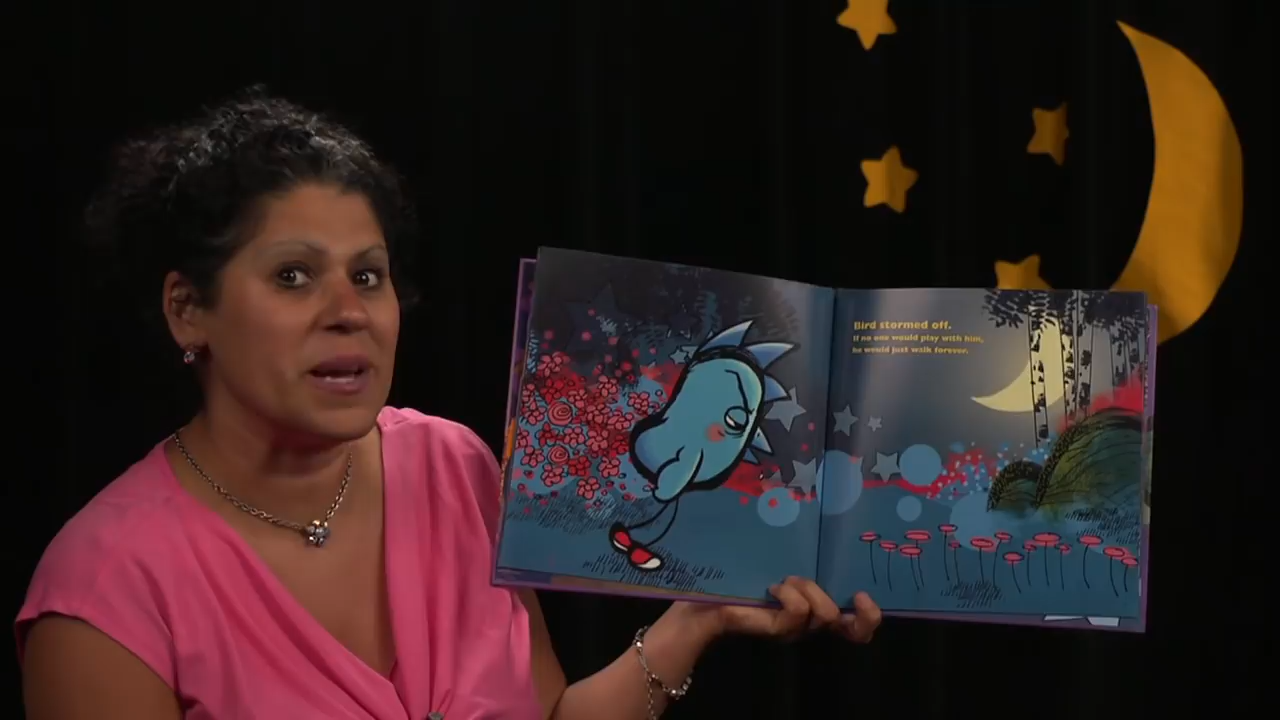 Bird stormed off.
If no one would play with him,
he would just walk forever.